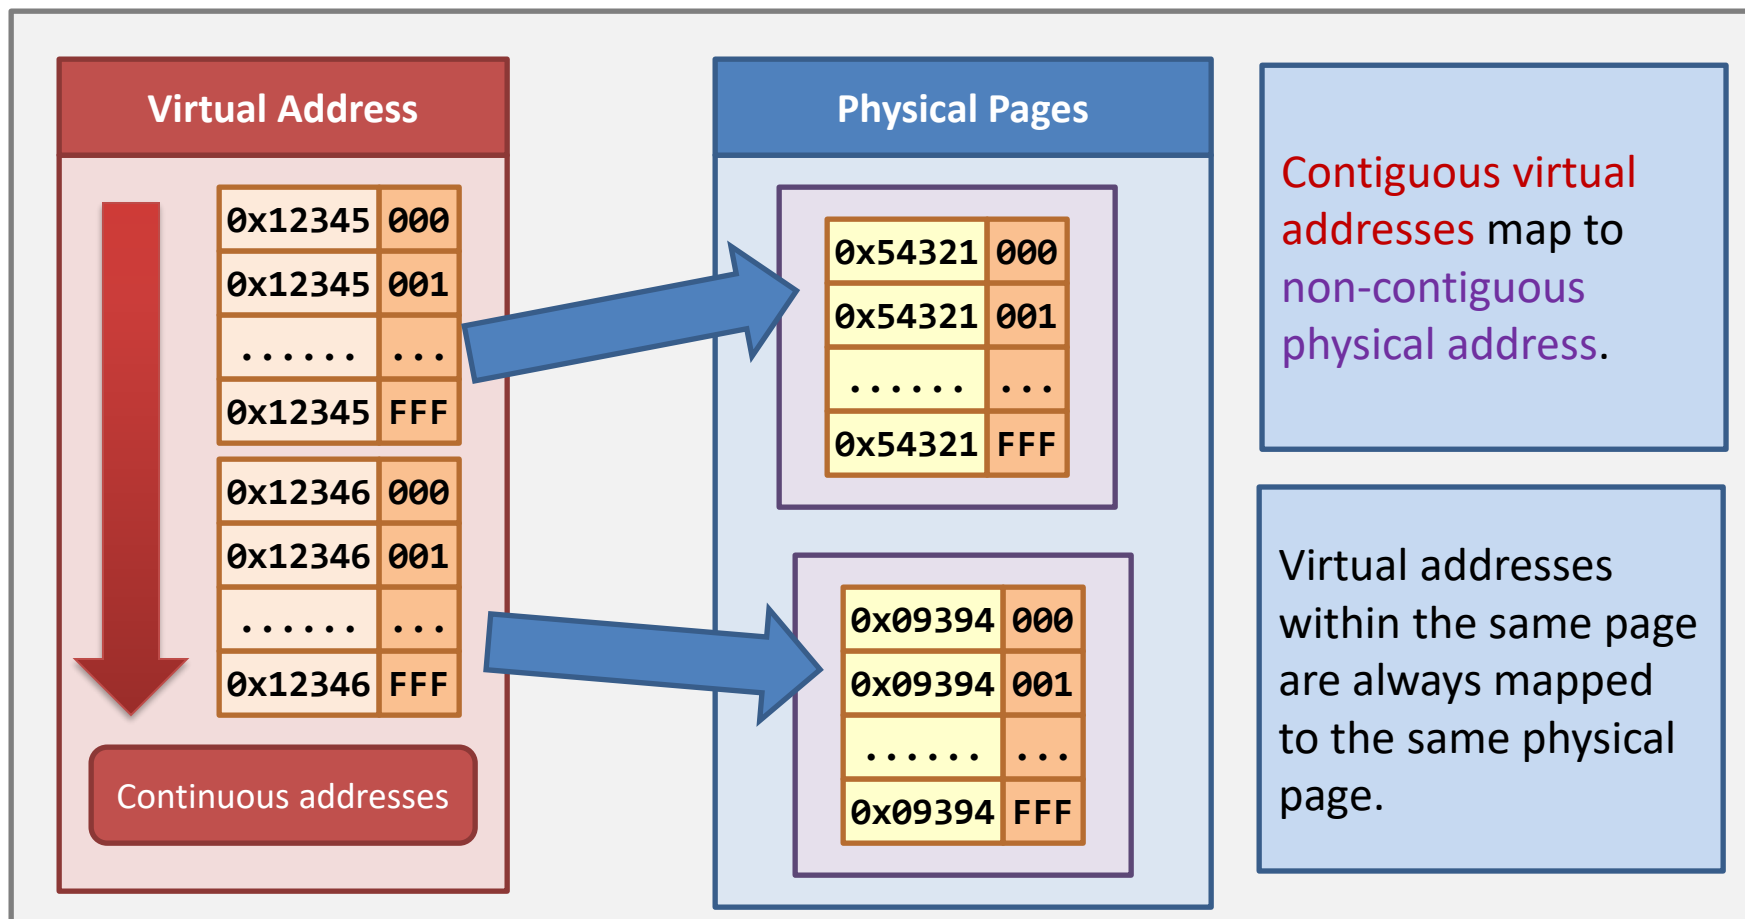 Virtual Address
0x12345 000
0x12345 001
...... ...
0x12345 FFF
0x12346 000
0x12346 001
...... ...
0x12346 FFF
Continuous addresses
Physical Pages
0x54321 000
0x54321 001
...... ...
0x54321 FFF
0x09394 000
0x09394 001
...... ...
0x09394 FFF
Contiguous virtual
addresses map to
non-contiguous
physical address.
Virtual addresses
within the same page
are always mapped
to the same physical
page.